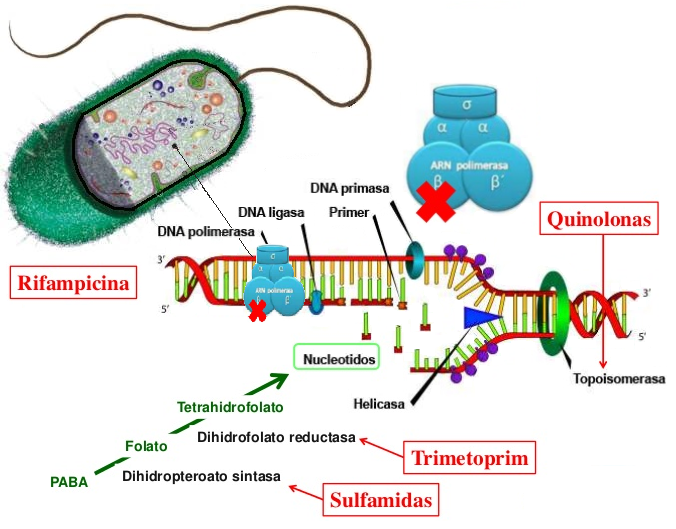 σ
α α
ARN polimerasa
β β´
DNA primasa
DNA ligasa
Primer
Quinolonas
DNA polimerasa
Rifampicina
3′
5′
α α
ARN polimerasa
β′
3′
5′
Nucleotidos
Topoisomerasa
Helicasa
Tetrahidrofolato
Dihidrofolato reductasa
Folato
Trimetoprim
PABA
Dihidropteroato sintasa
Sulfamidas